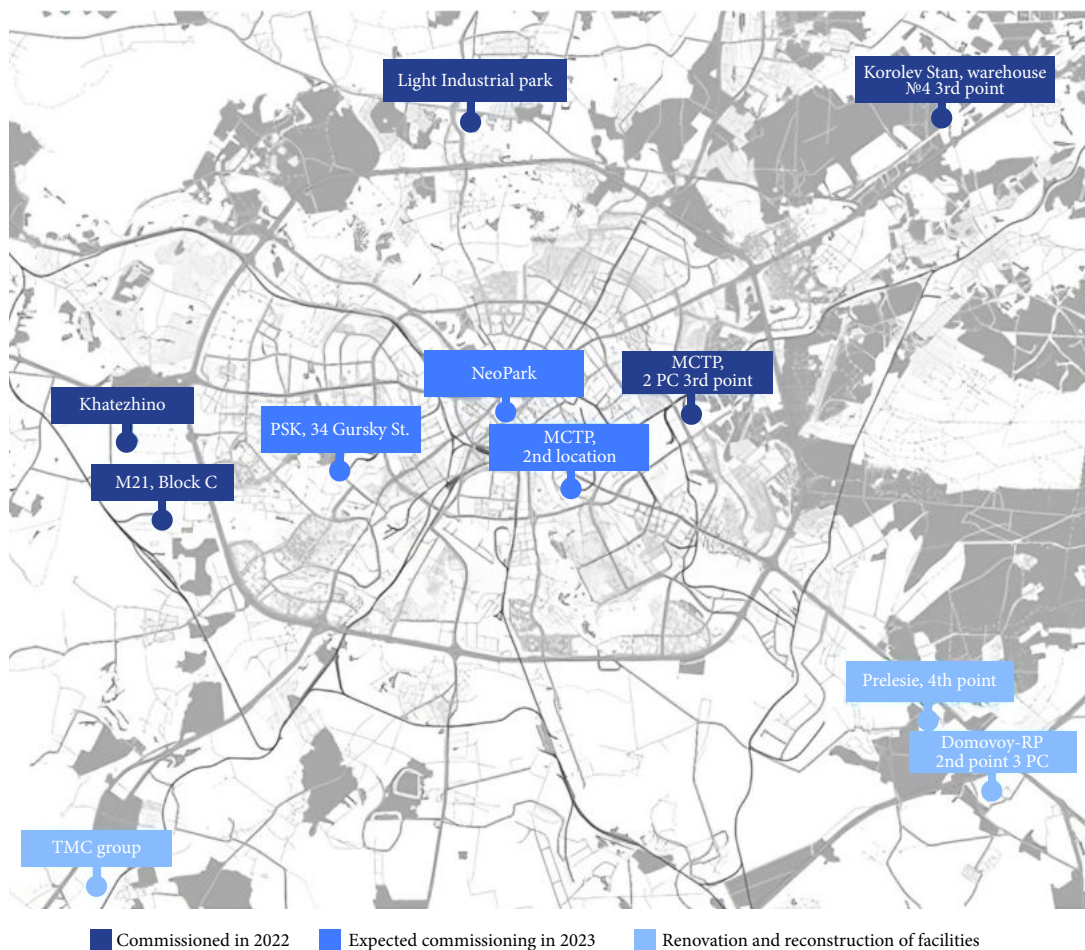 Light Industrial park
Korolev Stan, warehouse
№4 3rd point
NeoPark
MCTP,
2 PC 3rd point
Khatezhino
PSK, 34 Gursky St.
MCTP,
2nd location
M21, Block C
Prelesie, 4th point
Domovoy-RP
2nd point 3 PC
TMC group
Commissioned in 2022
Expected commissioning in 2023
Renovation and reconstruction of facilities